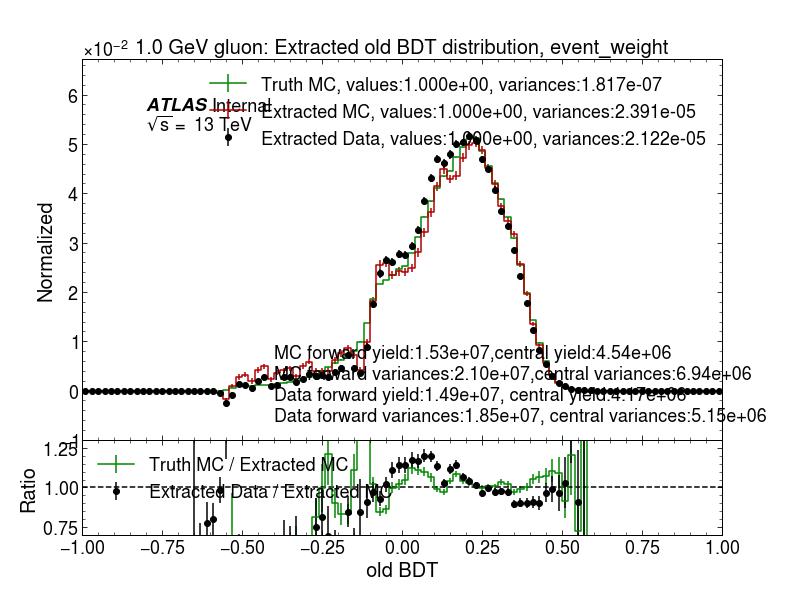 ×10⁻² 1.0 GeV gluon: Extracted old BDT distribution, event_weight
Truth MC, values:1.000e+00, variances:1.817e-07
ATLAS Internal
Extracted MC, values:1.000e+00, variances:2.391e-05
√s = 13 TeV
Extracted Data, values:1.000e+00, variances:2.122e-05
6
5
4
3
2
1
0
−1
Normalized
MC forward yield:1.53e+07,central yield:4.54e+06
MC forward variances:2.10e+07,central variances:6.94e+06
Data forward yield:1.49e+07, central yield:4.17e+06
Data forward variances:1.85e+07, central variances:5.15e+06
1.25
1.00
0.75
Ratio
Truth MC / Extracted MC
Extracted Data / Extracted MC
−1.00 −0.75 −0.50 −0.25 0.00 0.25 0.50 0.75 1.00
old BDT